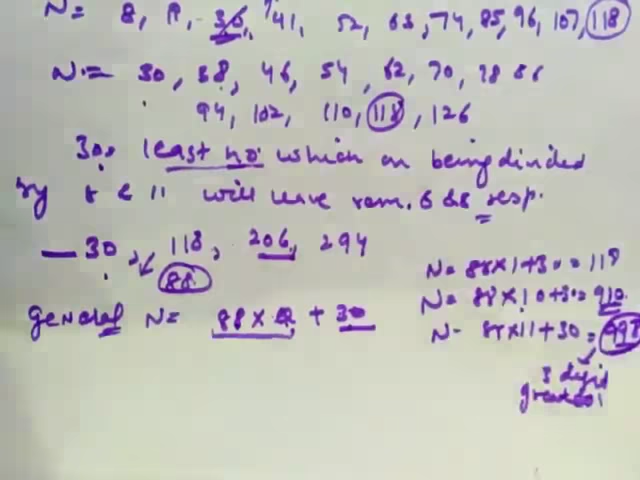 N= 8, 19, 30, 41, 52, 63, 74, 85, 96, 107, 118
N.= 30, 38, 46, 54, 62, 70, 78 86
94, 102, 110, 118, 126
30, least no. which on being divided
by 8 & 11 will leave rem. 6 & 8 resp.
— 30, 118, 206, 294
88
general N= 88 × + 30
N= 88×1+30= 118
N= 88×10+30= 910
N- 88×11+30 = 998
3 digit
greatest